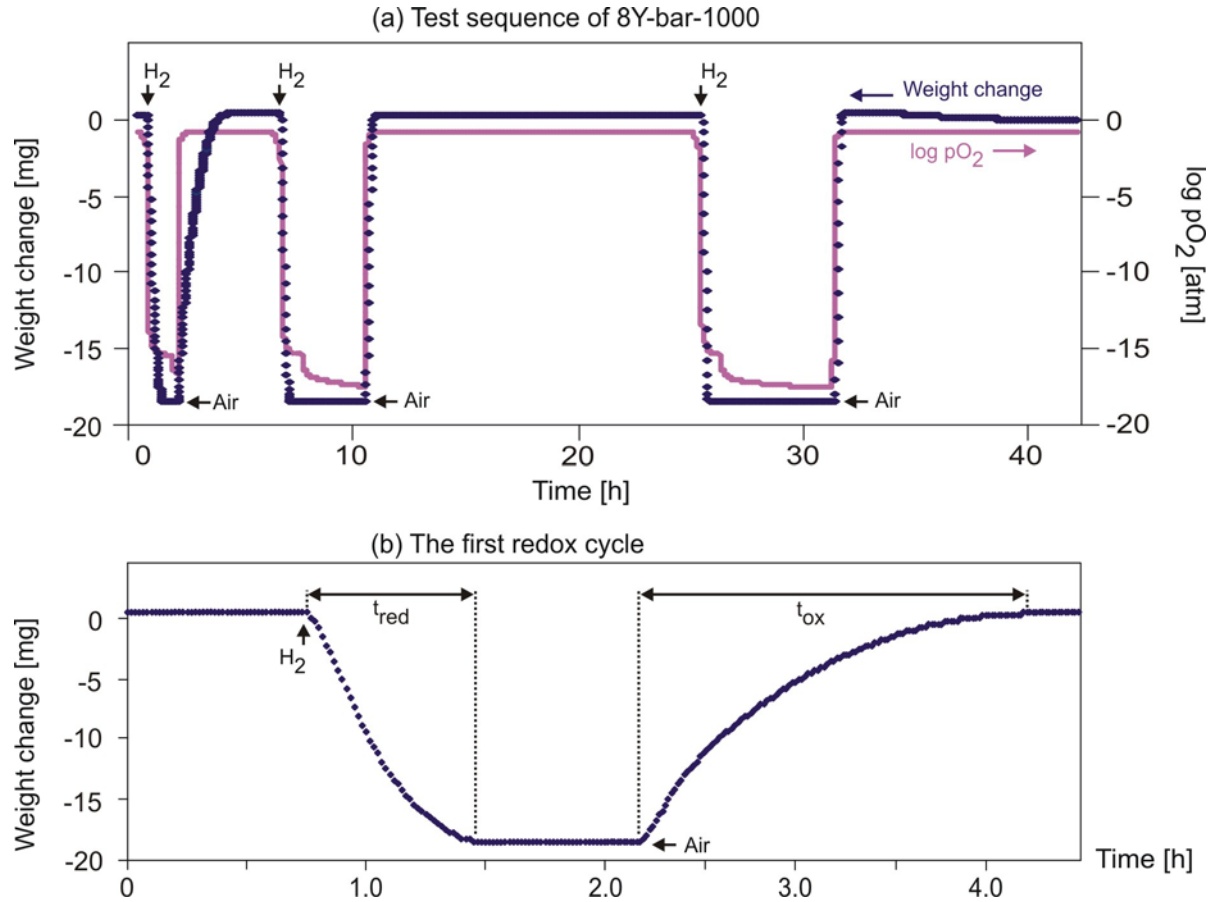 (a) Test sequence of 8Y-bar-1000
H2 H2 H2
Weight change
log pO2
0 -5 -10 -15 -20
Weight change [mg]
0 -5 -10 -15 -20
log pO2 [atm]
Air Air Air
0 10 20 30 40
Time [h]
(b) The first redox cycle
tred tox
H2
Air
0 -5 -10 -15 -20
Weight change [mg]
0 1.0 2.0 3.0 4.0
Time [h]